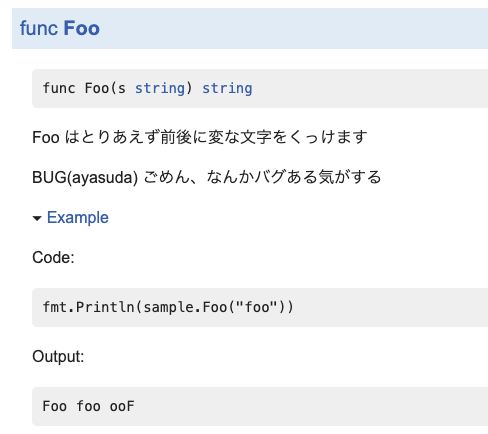 func Foo
func Foo(s string) string
Foo はとりあえず前後に変な文字をくっけます
BUG(ayasuda) ごめん、なんかバグある気がする
Example
Code:
fmt.Println(sample.Foo("foo"))
Output:
Foo foo ooF